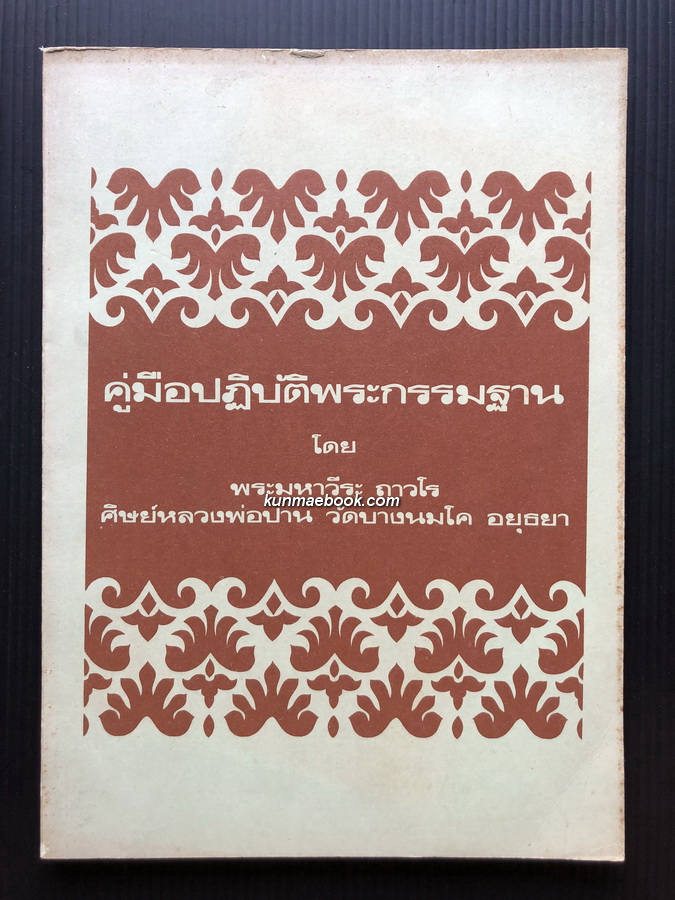 คู่มือปฏิบัติพระกรรมฐาน
โดย
พระมหาวีระ ถาวโร
kunmaebook.com
ศิษย์หลวงพ่อปาน วัดบางนมโค อยุธยา